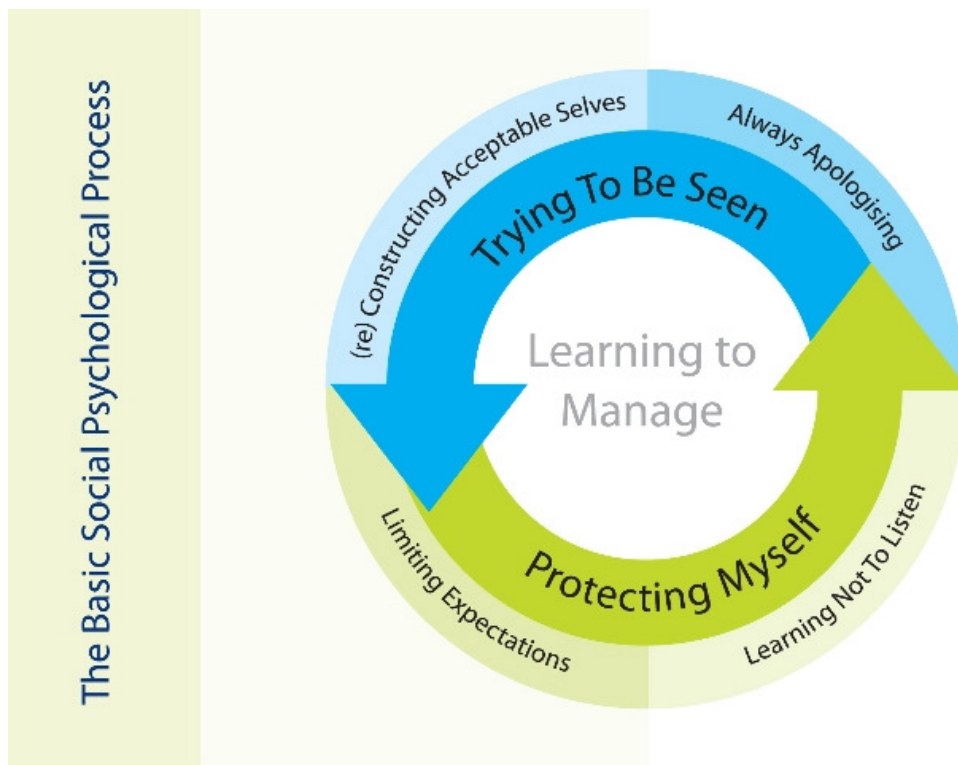 The Basic Social Psychological Process
(re) Constructing Acceptable Selves
Always Apologising
Trying To Be Seen
Learning to
Manage
Protecting Myself
Limiting Expectations
Learning Not To Listen